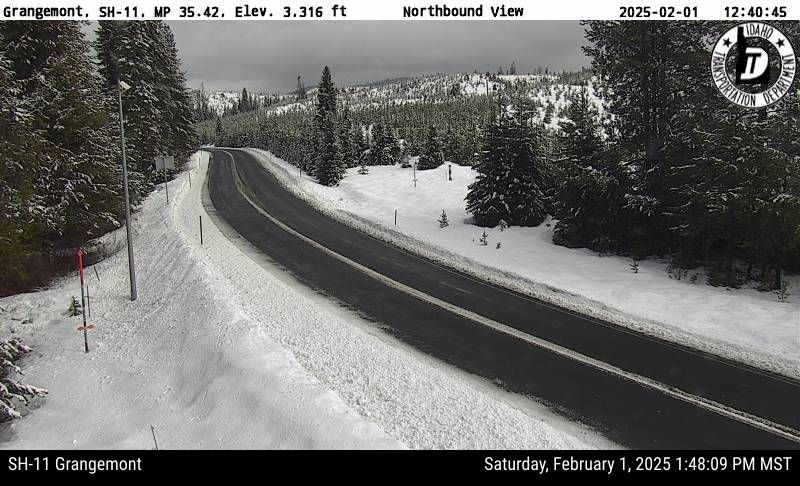 Grangemont, SH-11, MP 35.42, Elev. 3,316 ft Northbound View 2025-02-01 12:40:45
IDAHO
TRANSPORTATION DEPARTMENT
SH-11 Grangemont Saturday, February 1, 2025 1:48:09 PM MST